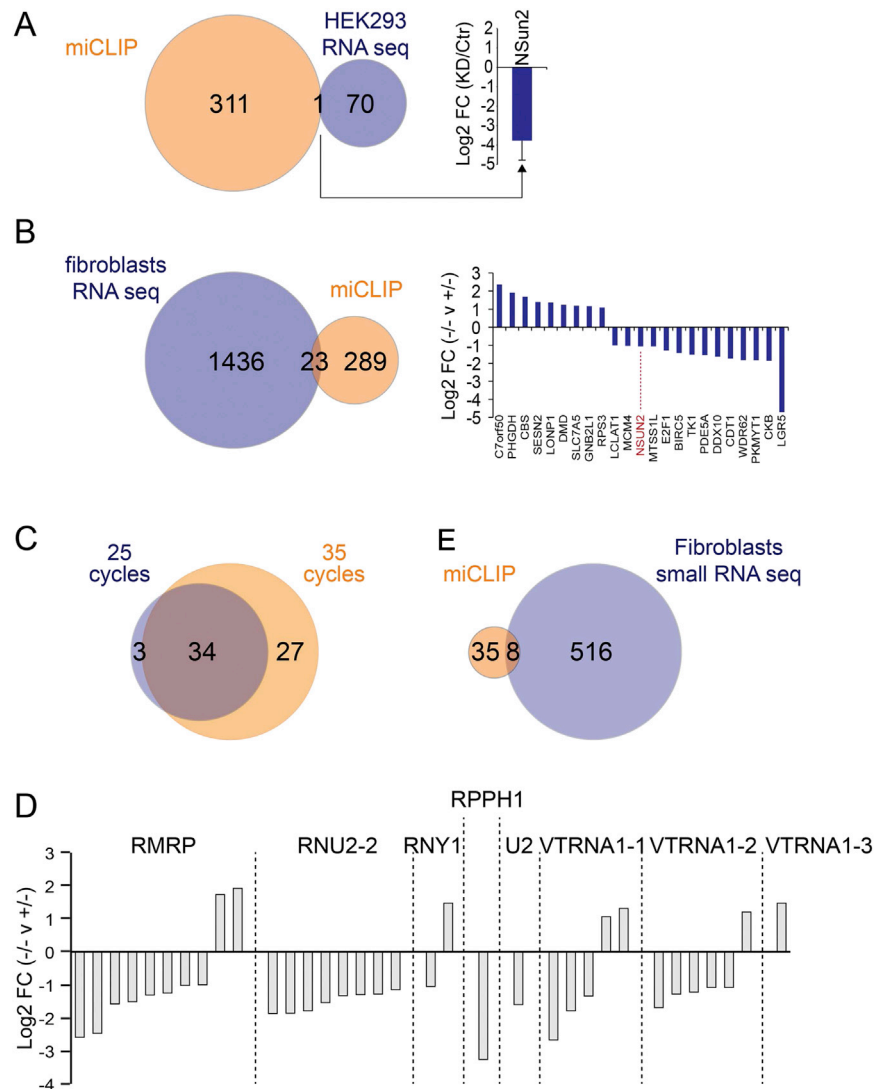 A
miCLIP
HEK293
RNA seq
311
1
70
Log2 FC (KD/Ctr)
2
1
0
-1
-2
-3
-4
-5
NSun2
B
fibroblasts
RNA seq
miCLIP
1436
23
289
Log2 FC (-/- v +/-)
3
2
1
0
-1
-2
-3
-4
-5
C7orf50
PHGDH
CBS
SESN2
LONP1
DMD
SLC7A5
GNB2L1
RPS3
LCLAT1
MCM4
NSUN2
MTSS1L
E2F1
BIRC5
TK1
PDE5A
DDX10
CDT1
WDR62
PKMYT1
CKB
LGR5
C
25
cycles
35
cycles
3
34
27
E
miCLIP
Fibroblasts
small RNA seq
35
8
516
D
RPPH1
RMRP
RNU2-2
RNY1
U2
VTRNA1-1
VTRNA1-2
VTRNA1-3
Log2 FC (-/- v +/-)
3
2
1
0
-1
-2
-3
-4